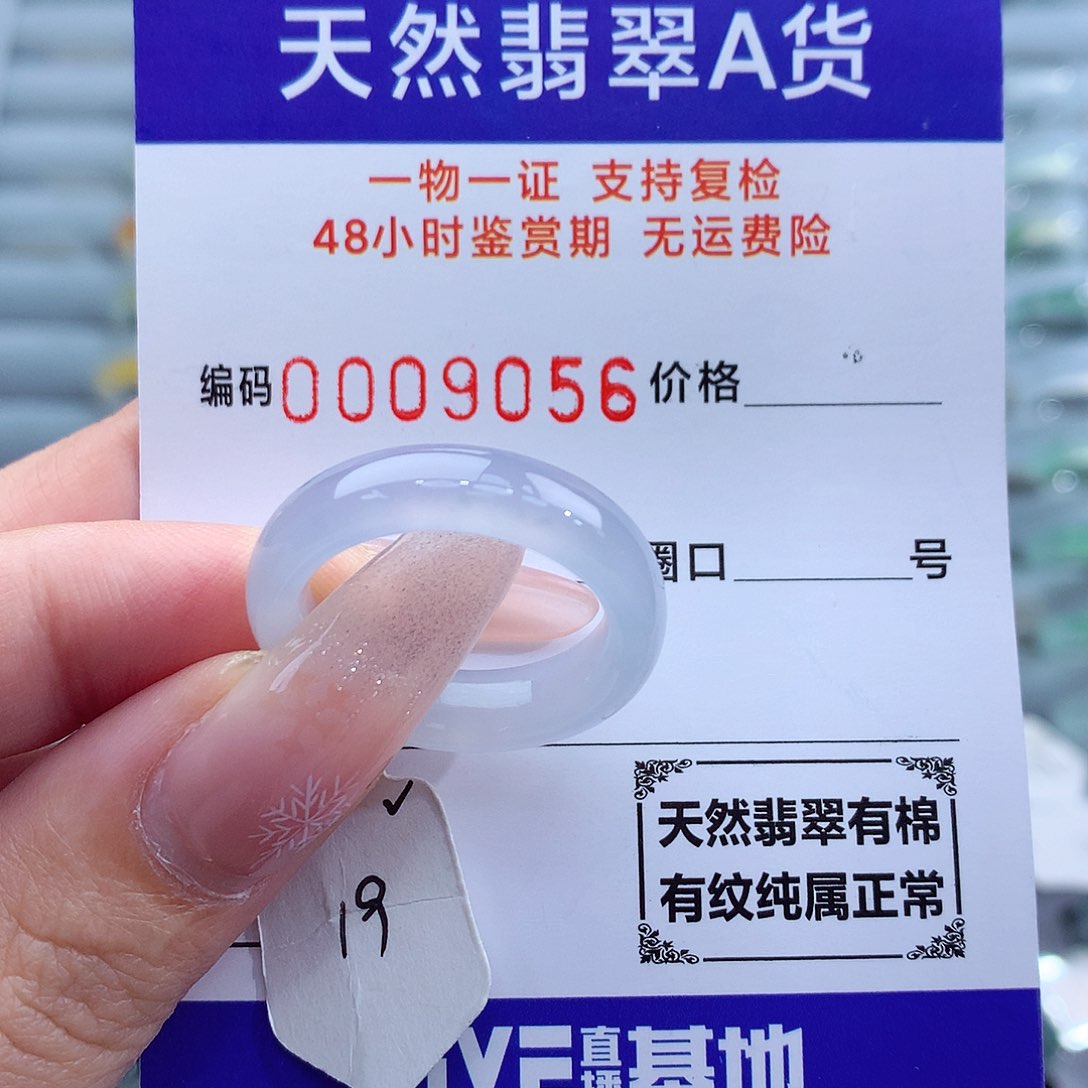 天然翡翠A货
一物一证 支持复检
48小时鉴赏期 无运费险
编码0009056价格
圈口 号
天然翡翠有棉
有纹纯属正常
19
直播基地